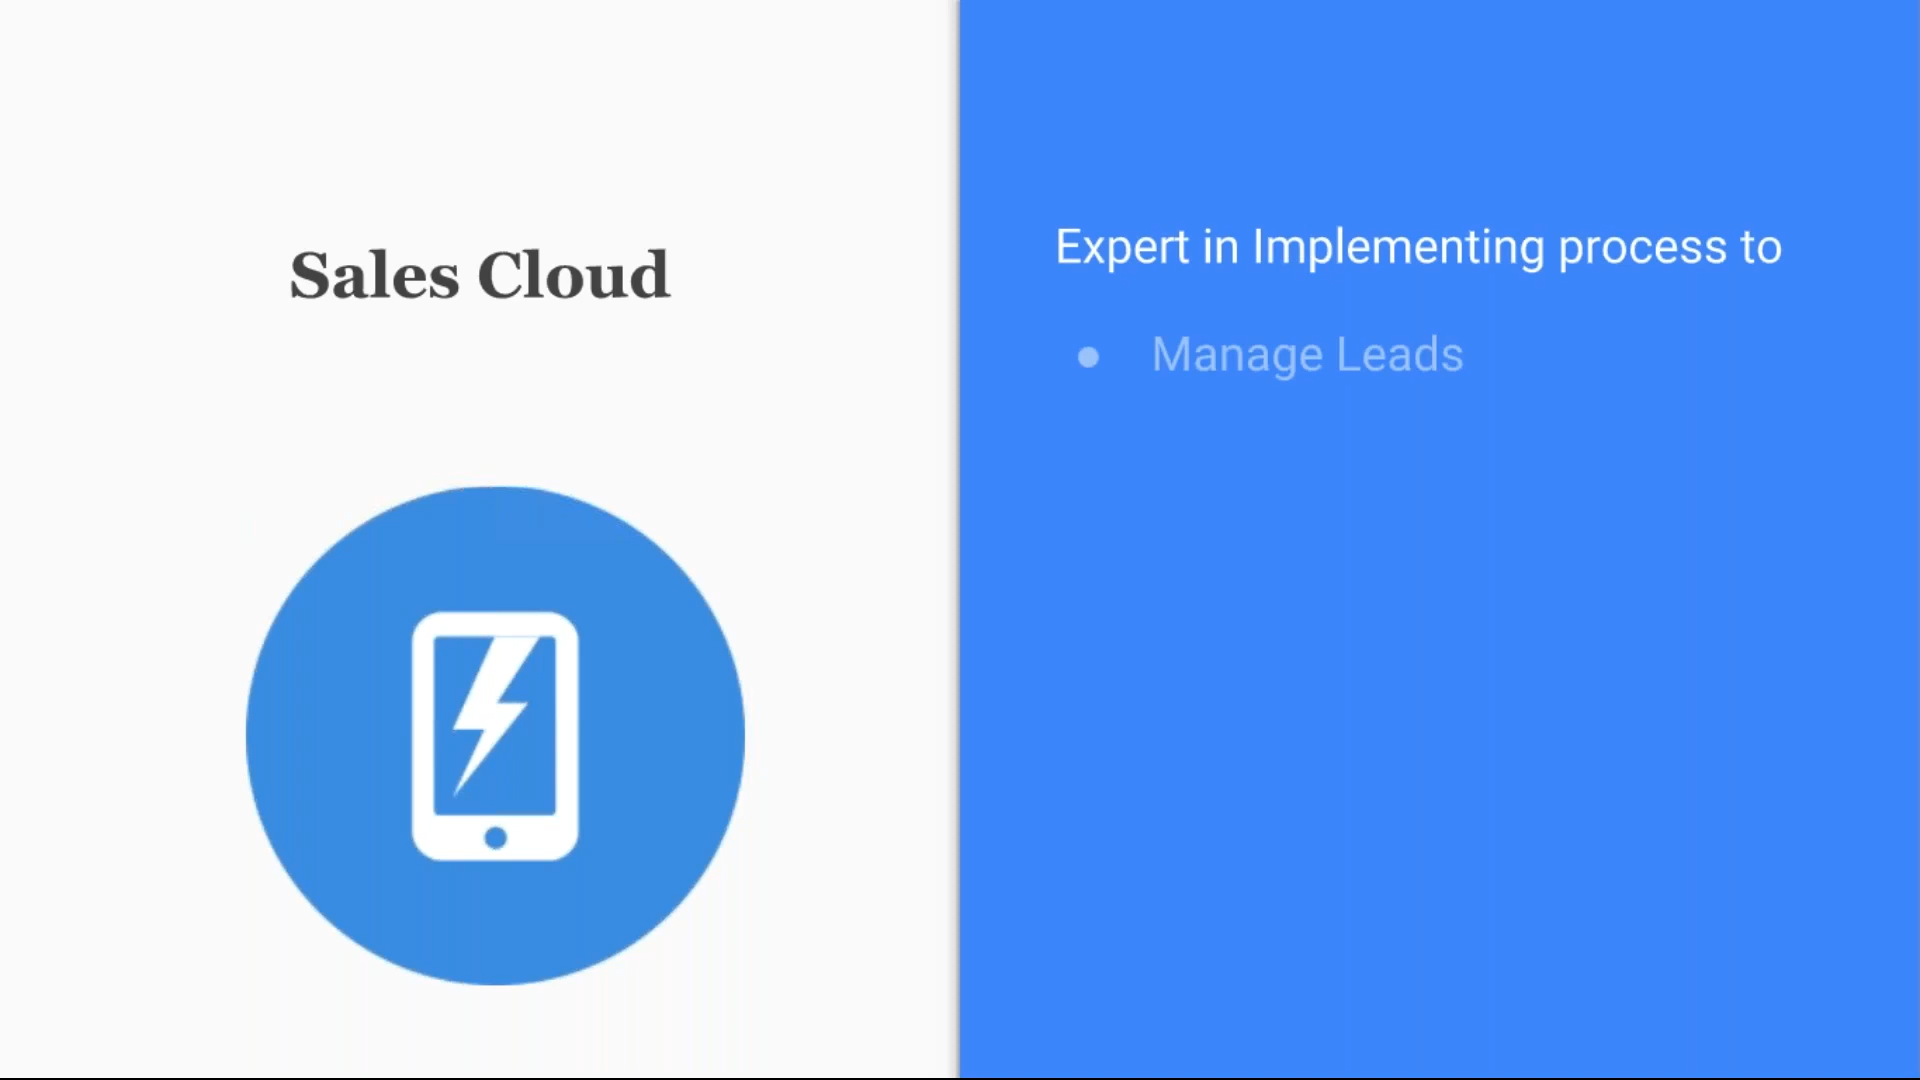 Sales Cloud
Expert in Implementing process to
● Manage Leads